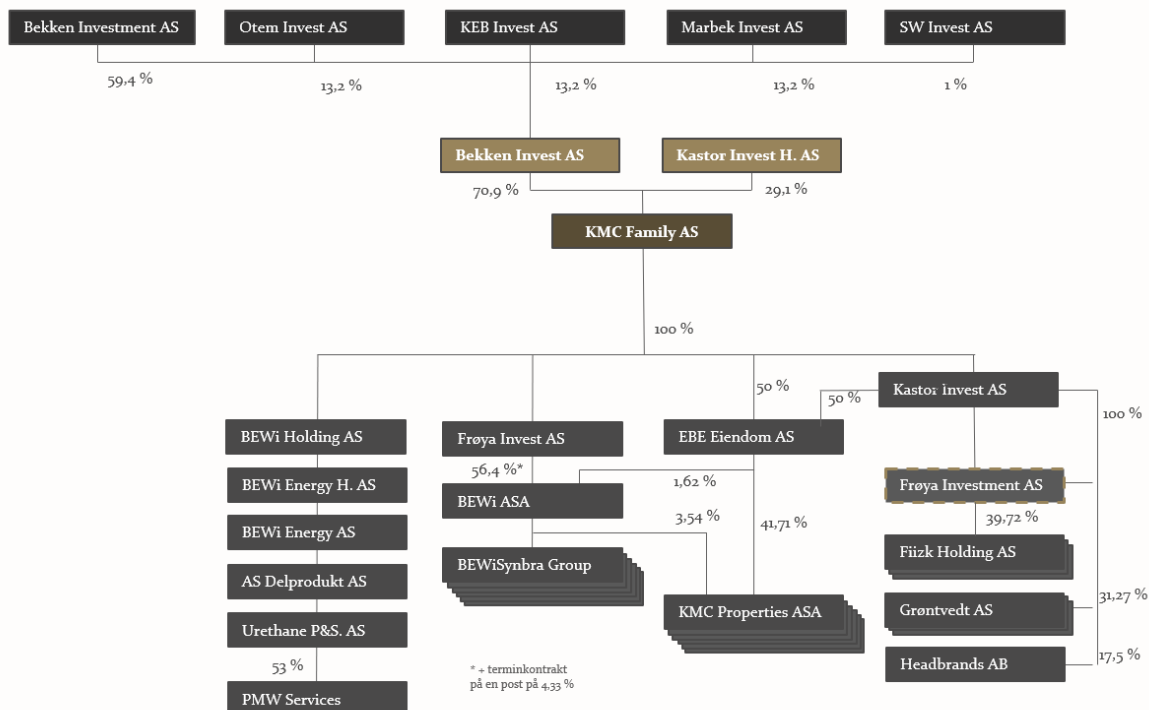 Bekken Investment AS
Otem Invest AS
KEB Invest AS
Marbek Invest AS
SW Invest AS
59,4 %
13,2 %
13,2 %
13,2 %
1 %
Bekken Invest AS
Kastor Invest H. AS
70,9 %
29,1 %
KMC Family AS
100 %
50 %
50 %
Kastor invest AS
100 %
BEWi Holding AS
Frøya Invest AS
EBE Eiendom AS
56,4 %*
1,62 %
BEWi Energy H. AS
BEWi ASA
Frøya Investment AS
3,54 %
41,71 %
39,72 %
BEWi Energy AS
BEWiSynbra Group
Fiizk Holding AS
AS Delprodukt AS
31,27 %
KMC Properties ASA
Grøntvedt AS
Urethane P&S. AS
17,5 %
Headbrands AB
53 %
* + terminkontrakt
på en post på 4,33 %
PMW Services